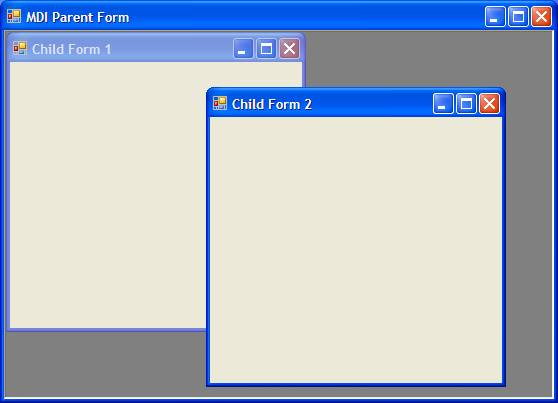 MDI Parent Form
Child Form 1
Child Form 2